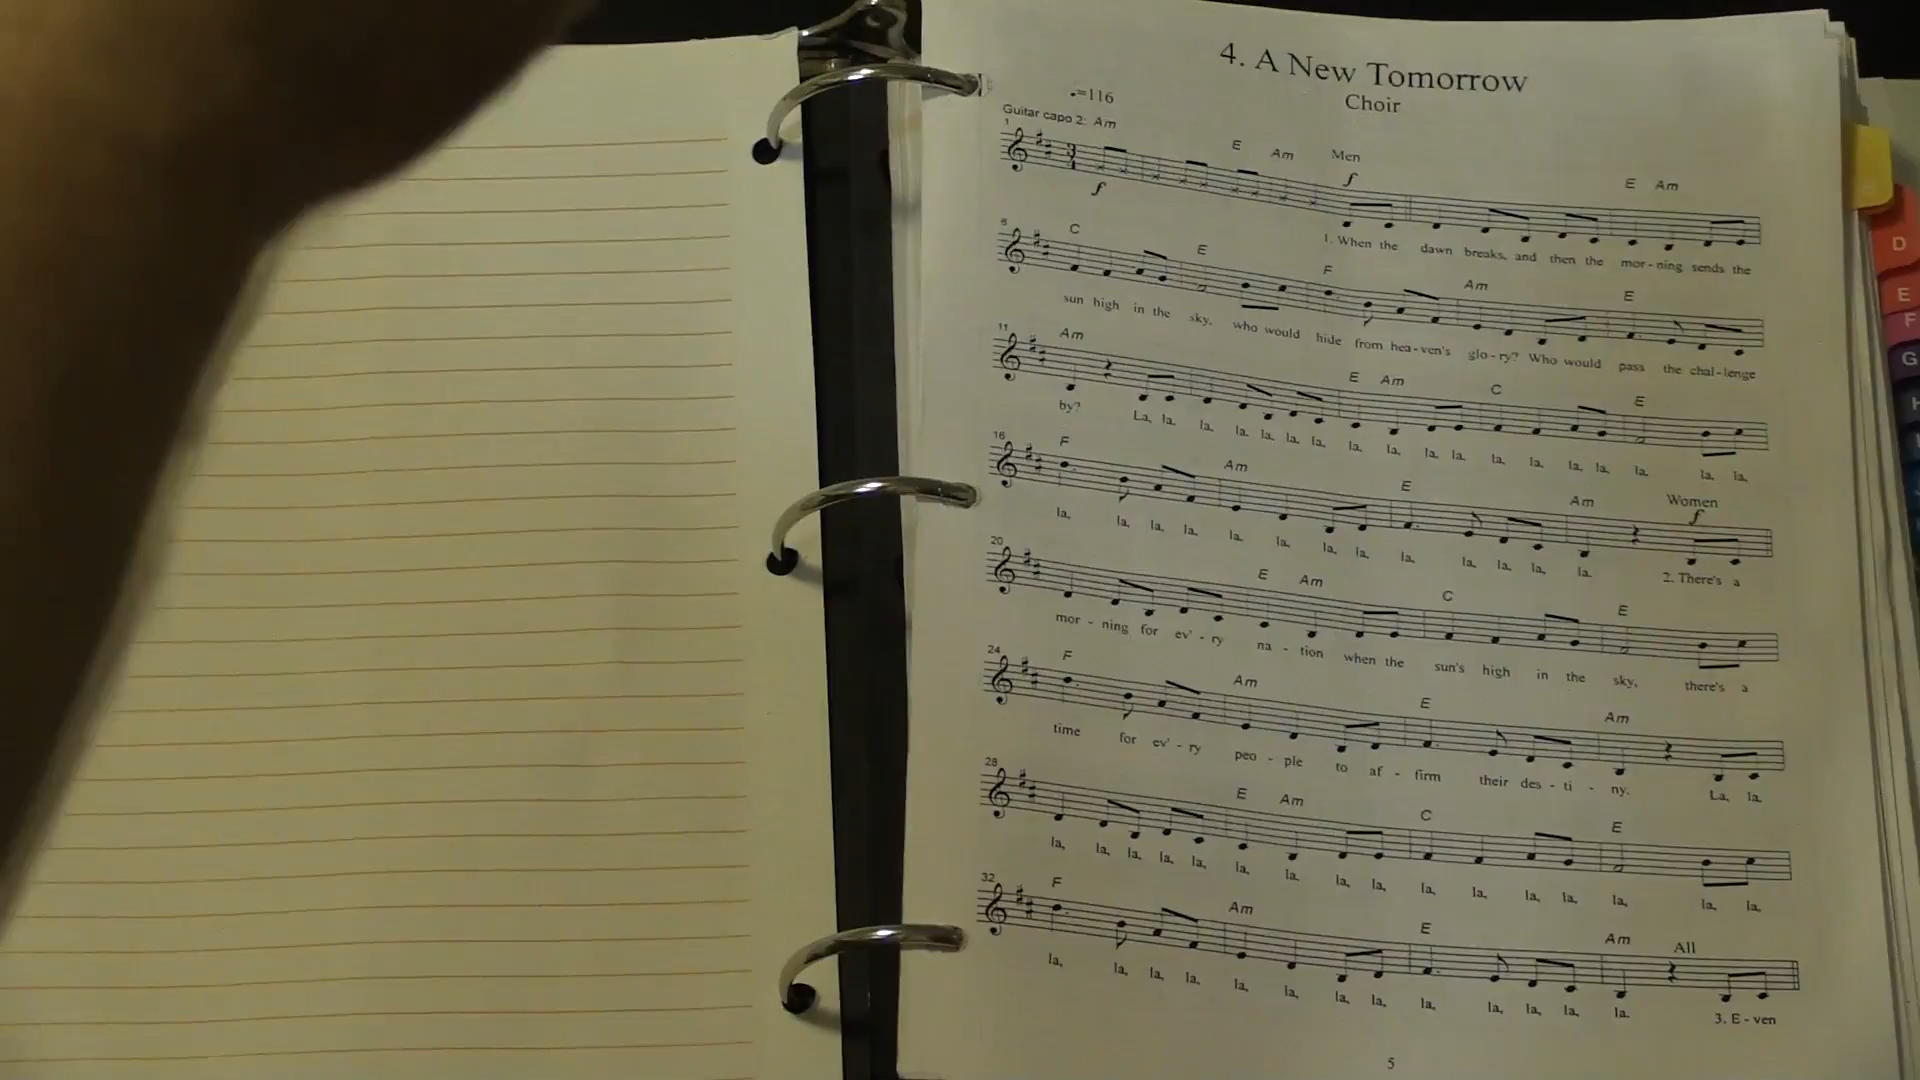 4. A New Tomorrow
Choir
♩=116
Guitar capo 2: Am
E Am Men E Am
1
3
4
f f
1. When the dawn breaks, and then the mor - ning sends the
C E F Am E
6
sun high in the sky, who would hide from hea - ven's glo - ry? Who would pass the chal - lenge
Am E Am C E
11
by? La, la, la, la, la, la, la, la, la, la, la, la, la, la, la, la, la, la,
F Am E Am Women
16
f
la, la, la, la, la, la, la, la, la, la, la, la, la. 2. There's a
E Am C E
20
mor - ning for ev' - ry na - tion when the sun's high in the sky, there's a
F Am E Am
24
time for ev' - ry peo - ple to af - firm their des - ti - ny. La, la,
E Am C E
28
la, la, la, la, la, la, la, la, la, la, la, la, la, la, la, la,
F Am E Am All
32
la, la, la, la, la, la, la, la, la, la, la, la, la. 3. E - ven
5
D
E
F
G